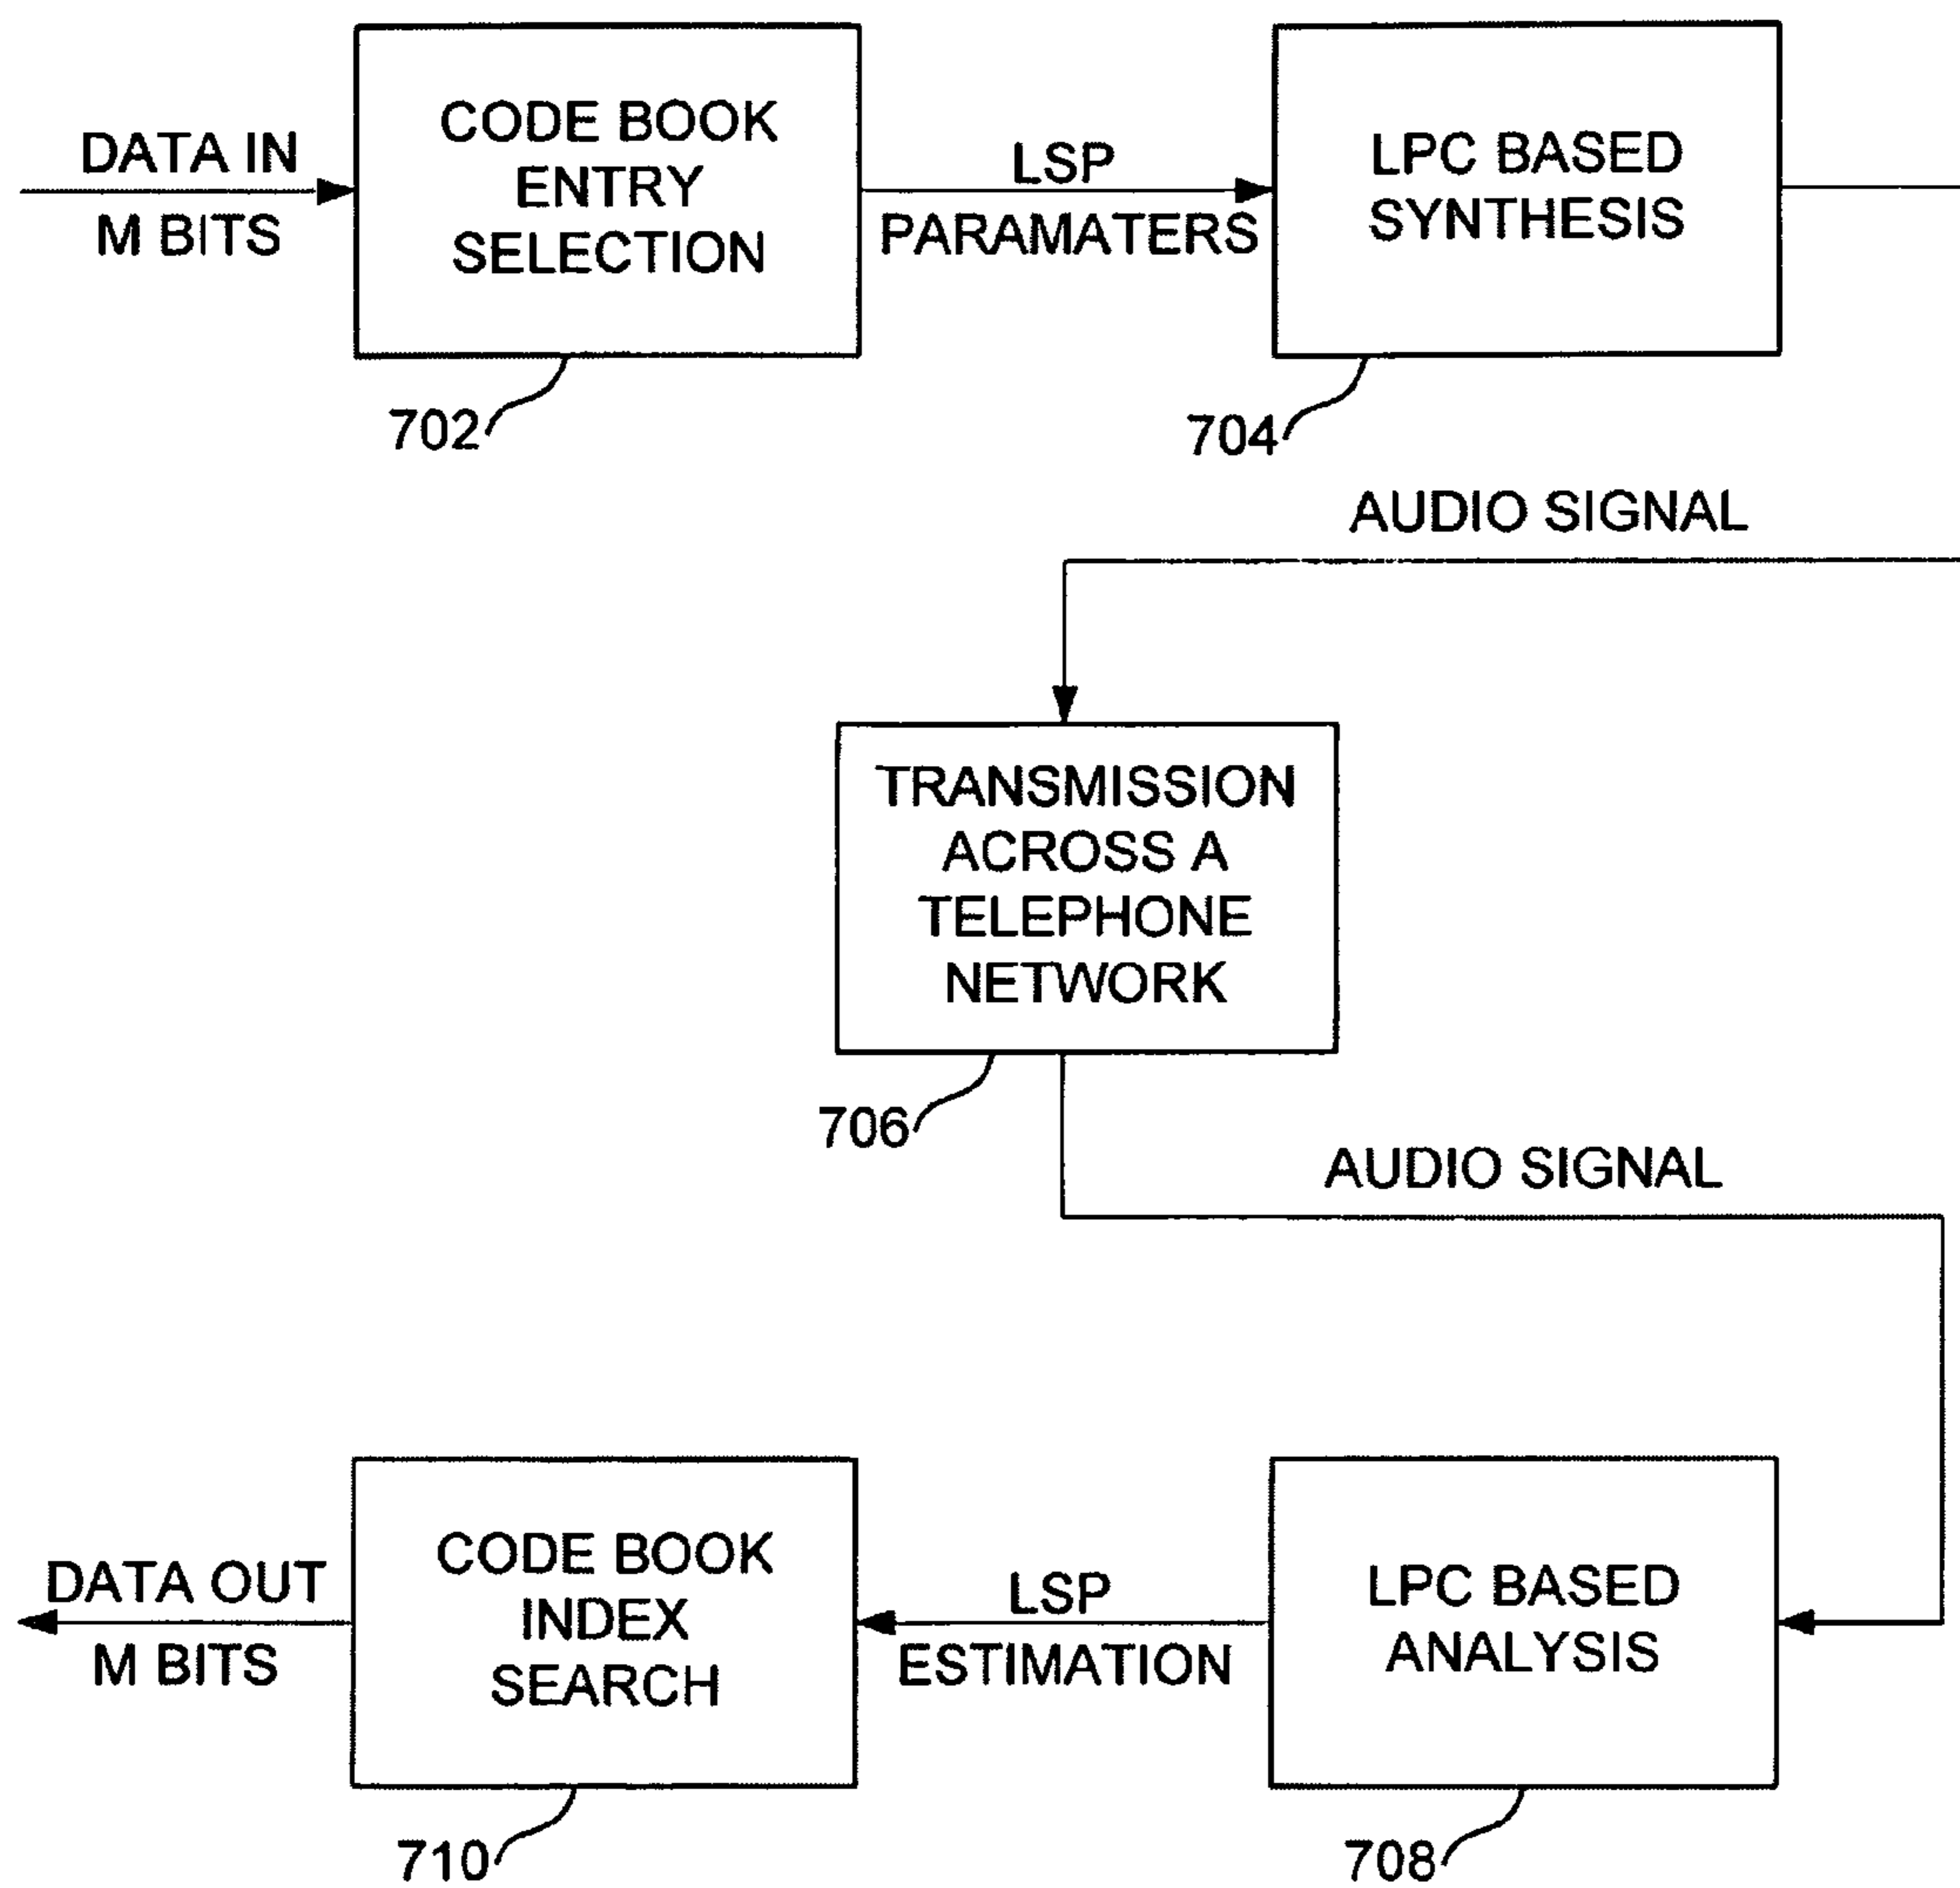 DATA IN
M BITS
CODE BOOK
ENTRY
SELECTION
702
LSP
PARAMATERS
LPC BASED
SYNTHESIS
704
AUDIO SIGNAL
TRANSMISSION
ACROSS A
TELEPHONE
NETWORK
706
AUDIO SIGNAL
LPC BASED
ANALYSIS
708
LSP
ESTIMATION
CODE BOOK
INDEX
SEARCH
710
DATA OUT
M BITS